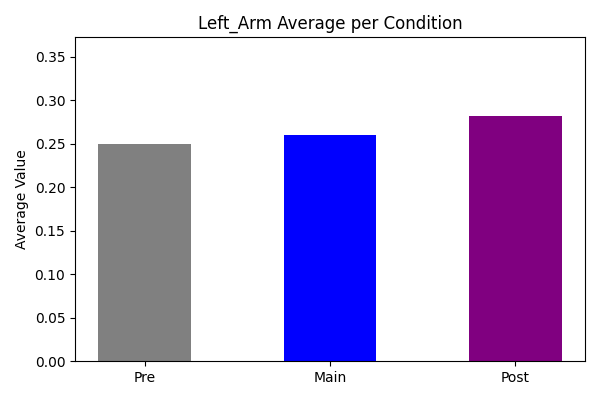 Left_Arm Average per Condition
Average Value
0.35
0.30
0.25
0.20
0.15
0.10
0.05
0.00
Pre
Main
Post